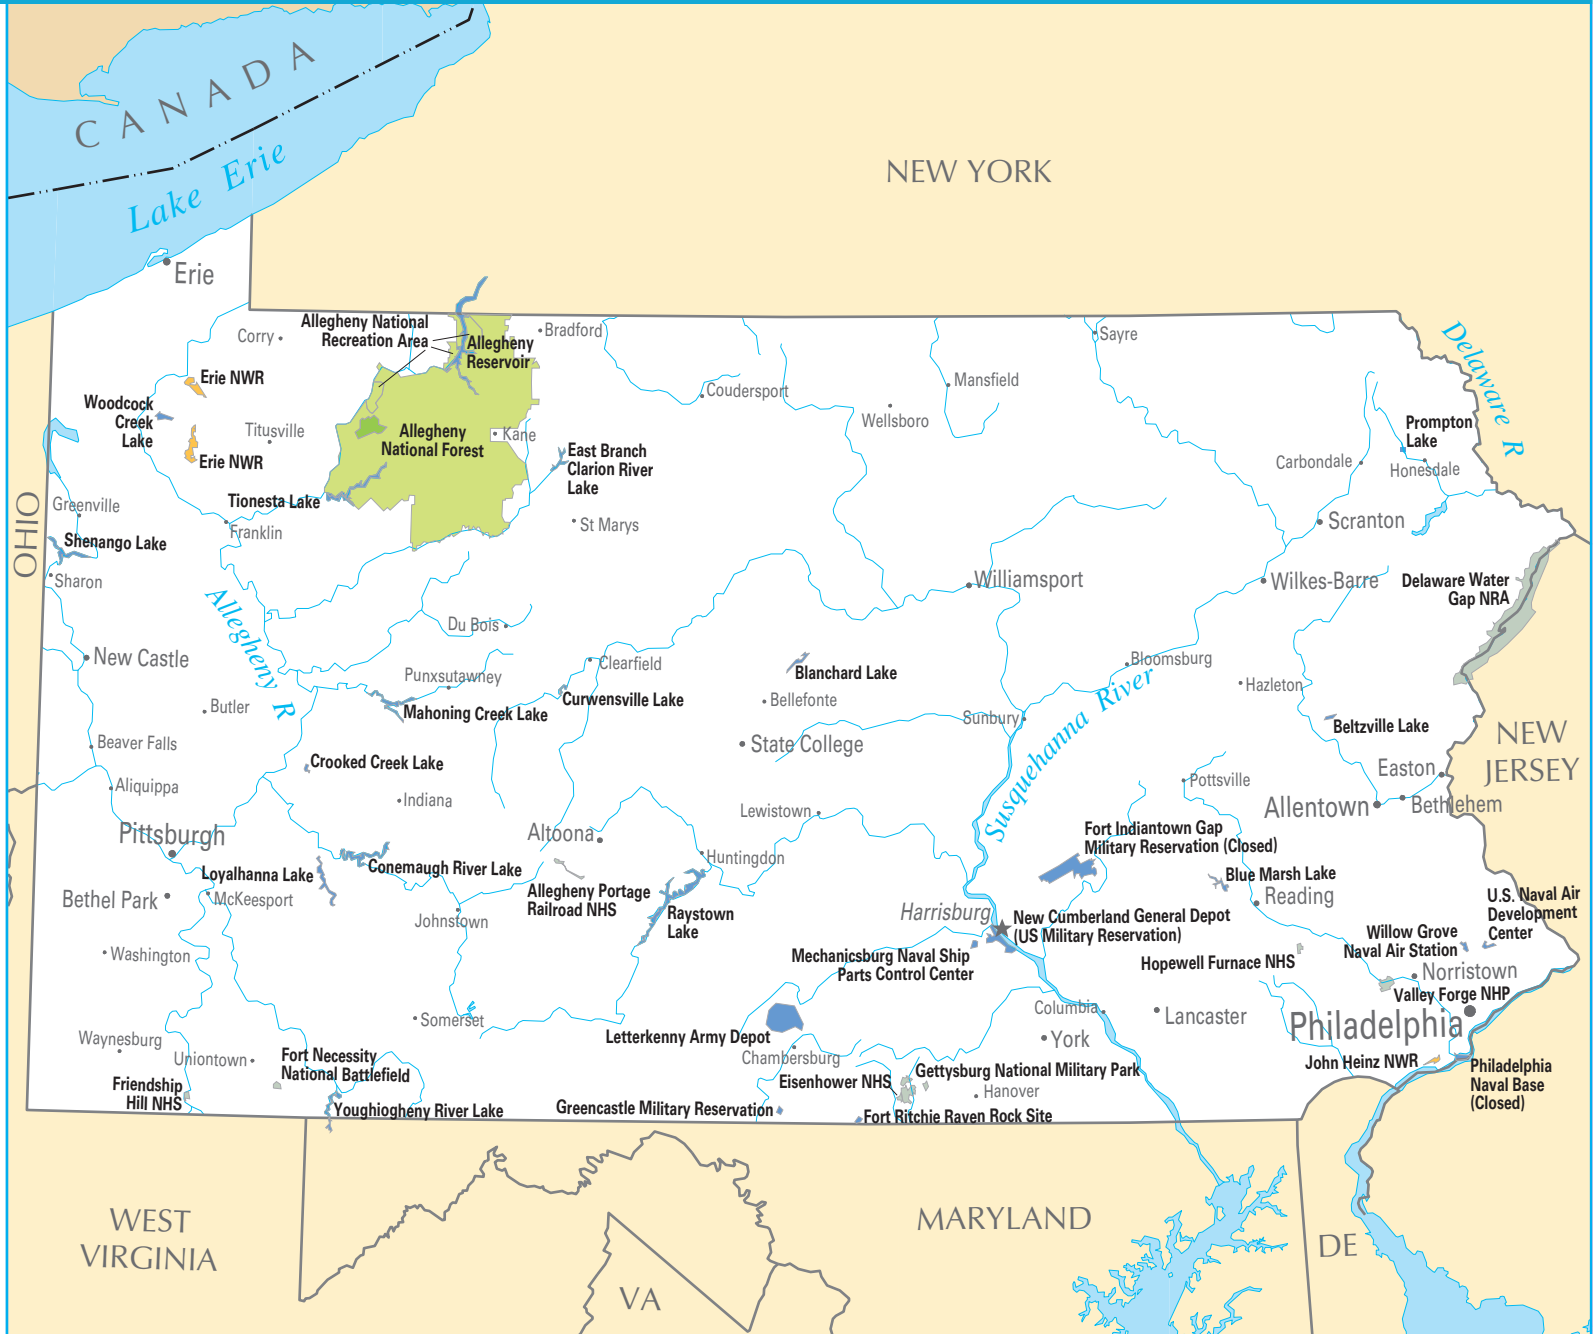 CANADA
Lake Erie
NEW YORK
Erie
Allegheny National
Recreation Area
Bradford
Corry
Allegheny
Reservoir
Sayre
Delaware R
Erie NWR
Coudersport
Mansfield
Woodcock
Creek
Lake
Wellsboro
Prompton
Lake
Titusville
Allegheny
National Forest
Kane
Erie NWR
East Branch
Clarion River
Lake
Carbondale
Honesdale
OHIO
Greenville
Tionesta Lake
Franklin
St Marys
Scranton
Shenango Lake
Sharon
Williamsport
Wilkes-Barre
Delaware Water
Gap NRA
Allegheny R
Du Bois
New Castle
Punxsutawney
Clearfield
Blanchard Lake
Bloomsburg
Hazleton
Butler
Mahoning Creek Lake
Curwensville Lake
Bellefonte
Sunbury
Susquehanna River
Beltzville Lake
NEW
JERSEY
Beaver Falls
State College
Crooked Creek Lake
Easton
Aliquippa
Indiana
Pottsville
Allentown
Bethlehem
Lewistown
Pittsburgh
Altoona
Fort Indiantown Gap
Military Reservation (Closed)
Loyalhanna Lake
Conemaugh River Lake
Huntingdon
Blue Marsh Lake
Bethel Park
McKeesport
Allegheny Portage
Railroad NHS
Raystown
Lake
Reading
U.S. Naval Air
Development
Center
Johnstown
Harrisburg
New Cumberland General Depot
(US Military Reservation)
Willow Grove
Naval Air Station
Washington
Mechanicsburg Naval Ship
Parts Control Center
Hopewell Furnace NHS
Norristown
Valley Forge NHP
Somerset
Columbia
Lancaster
Philadelphia
Letterkenny Army Depot
York
Waynesburg
Uniontown
Fort Necessity
National Battlefield
Chambersburg
Eisenhower NHS
Gettysburg National Military Park
John Heinz NWR
Philadelphia
Naval Base
(Closed)
Friendship
Hill NHS
Hanover
Youghiogheny River Lake
Greencastle Military Reservation
Fort Ritchie Raven Rock Site
WEST
VIRGINIA
MARYLAND
DE
VA